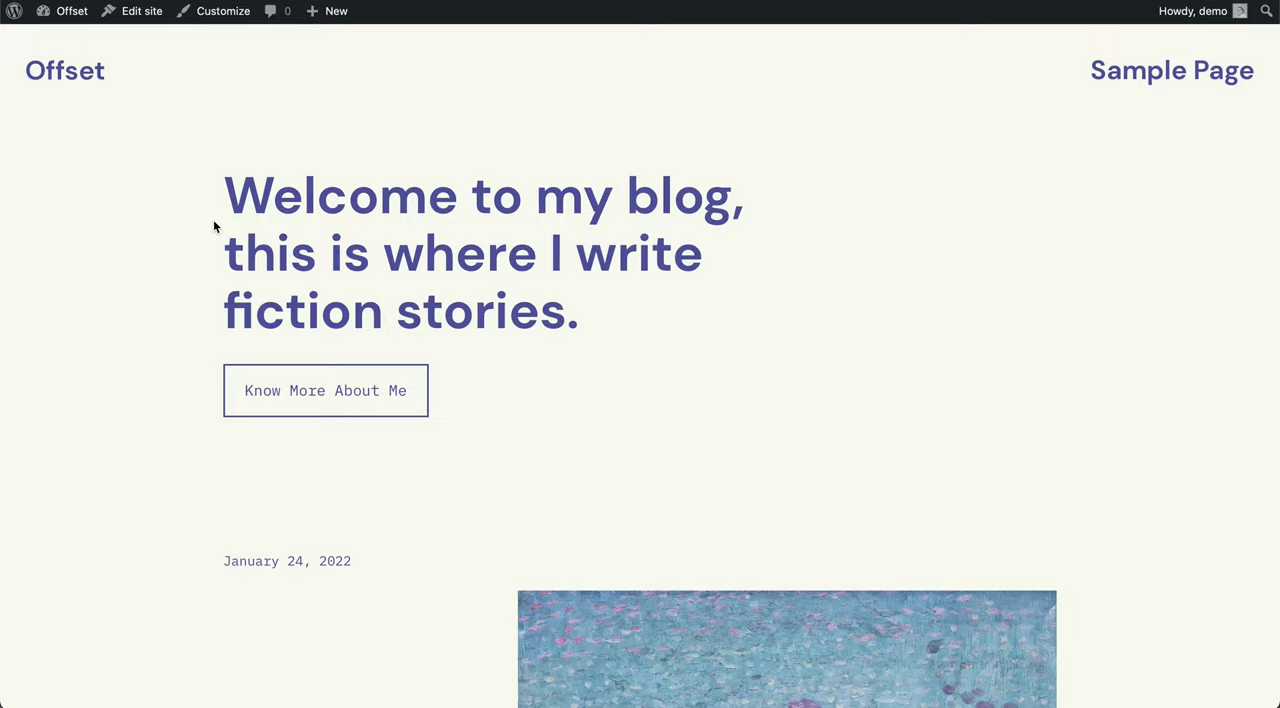 Offset Edit site Customize 0 New Howdy, demo
Offset Sample Page
Welcome to my blog,
this is where I write
fiction stories.
Know More About Me
January 24, 2022